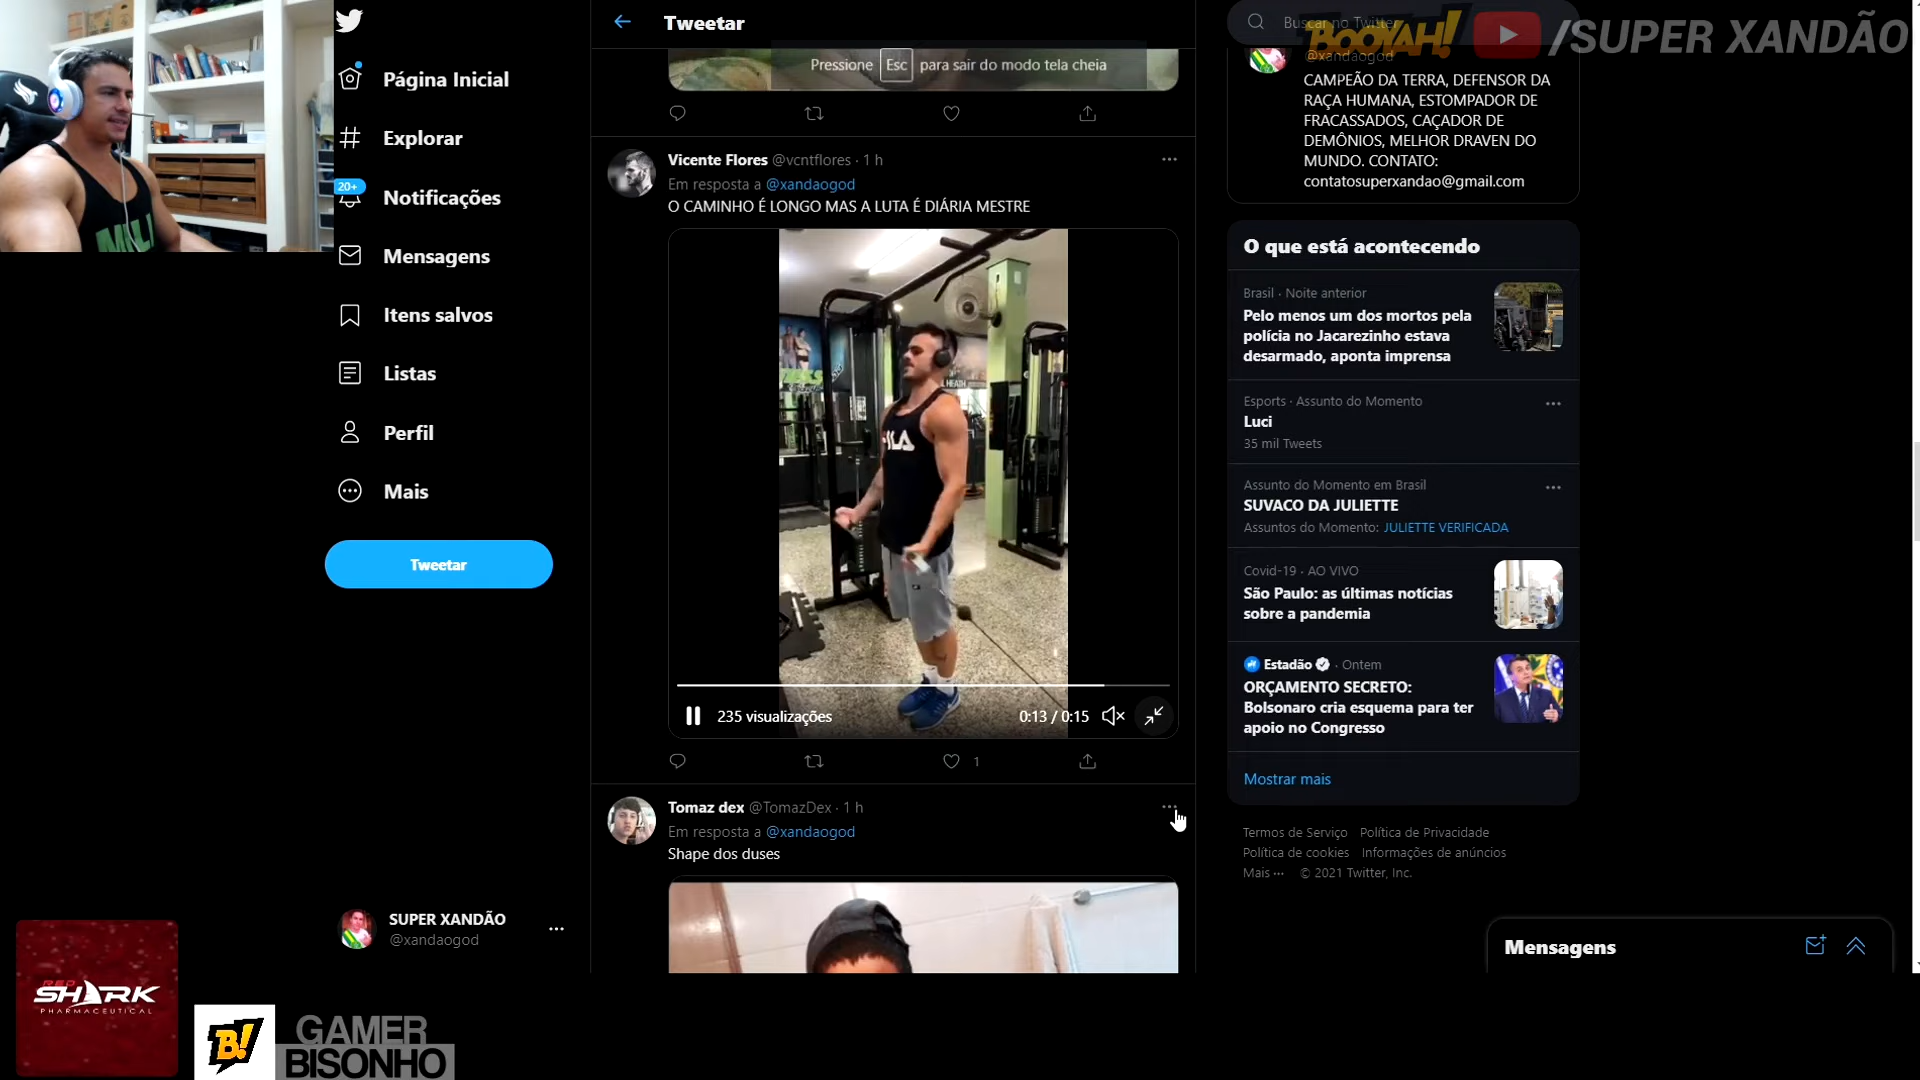 Página Inicial
Explorar
20+
Notificações
Mensagens
Itens salvos
Listas
Perfil
Mais
Tweetar
SUPER XANDÃO
@xandaogod
RED
SHARK
PHARMACEUTICAL
B!
GAMER
BISONHO
Tweetar
Pressione Esc para sair do modo tela cheia
Vicente Flores @vcntflores · 1 h
Em resposta a @xandaogod
O CAMINHO É LONGO MAS A LUTA É DIÁRIA MESTRE
235 visualizações
0:13 / 0:15
1
Tomaz dex @TomazDex · 1 h
Em resposta a @xandaogod
Shape dos duses
Buscar no Twitter
BOOYAH!
/SUPER XANDÃO
@xandaogod
CAMPEÃO DA TERRA, DEFENSOR DA
RAÇA HUMANA, ESTOMPADOR DE
FRACASSADOS, CAÇADOR DE
DEMÔNIOS, MELHOR DRAVEN DO
MUNDO. CONTATO:
contatosuperxandao@gmail.com
O que está acontecendo
Brasil · Noite anterior
Pelo menos um dos mortos pela
polícia no Jacarezinho estava
desarmado, aponta imprensa
Esports · Assunto do Momento
Luci
35 mil Tweets
Assunto do Momento em Brasil
SUVACO DA JULIETTE
Assuntos do Momento: JULIETTE VERIFICADA
Covid-19 · AO VIVO
São Paulo: as últimas notícias
sobre a pandemia
Estadão · Ontem
ORÇAMENTO SECRETO:
Bolsonaro cria esquema para ter
apoio no Congresso
Mostrar mais
Termos de Serviço Política de Privacidade
Política de cookies Informações de anúncios
Mais ··· © 2021 Twitter, Inc.
Mensagens